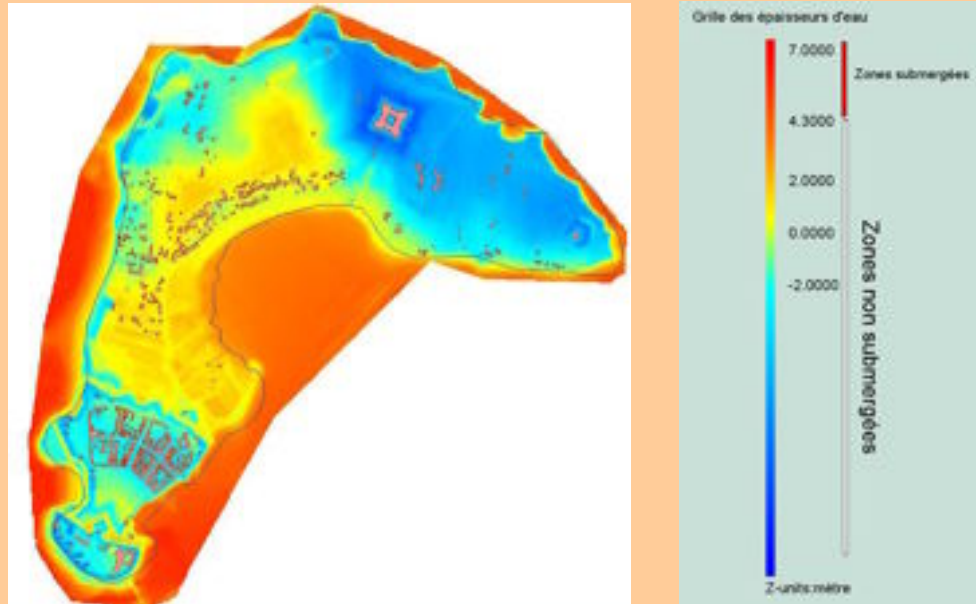 Grille des épaisseurs d'eau
7.0000
Zones submergées
4.3000
2.0000
0.0000
-2.0000
Zones non submergées
Z-units:mètre